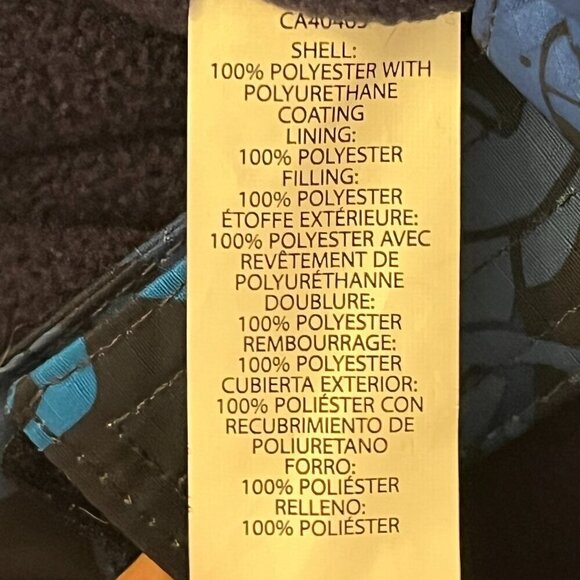 SHELL:
100% POLYESTER WITH
POLYURETHANE
COATING
LINING:
100% POLYESTER
FILLING:
100% POLYESTER
ÉTOFFE EXTÉRIEURE:
100% POLYESTER AVEC
REVÊTEMENT DE
POLYURÉTHANNE
DOUBLURE:
100% POLYESTER
REMBOURRAGE:
100% POLYESTER
CUBIERTA EXTERIOR:
100% POLIÉSTER CON
RECUBRIMIENTO DE
POLIURETANO
FORRO:
100% POLIÉSTER
RELLENO:
100% POLIÉSTER